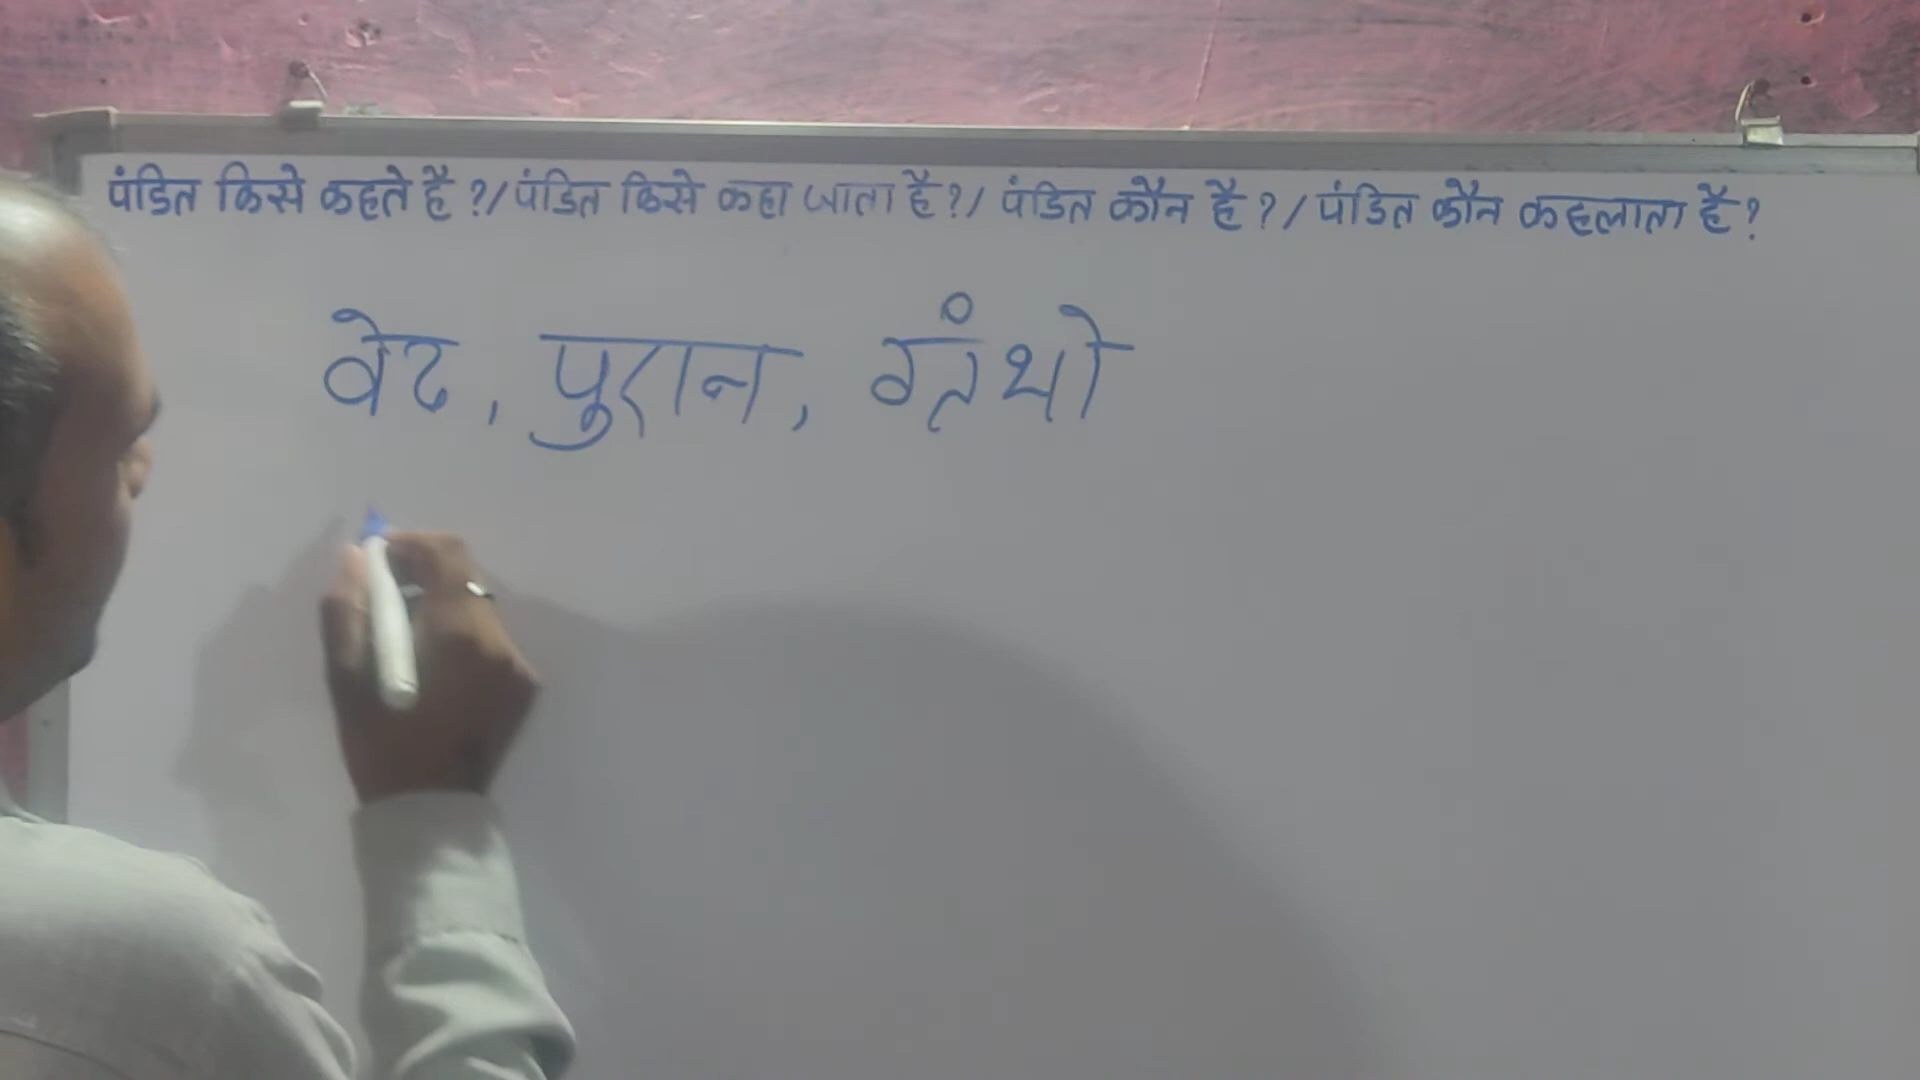 पंडित किसे कहते है ?/ पंडित किसे कहा जाता है ?/ पंडित कौन है ? / पंडित कौन कहलाता है ?
वेद, पुरान, ग्रंथो